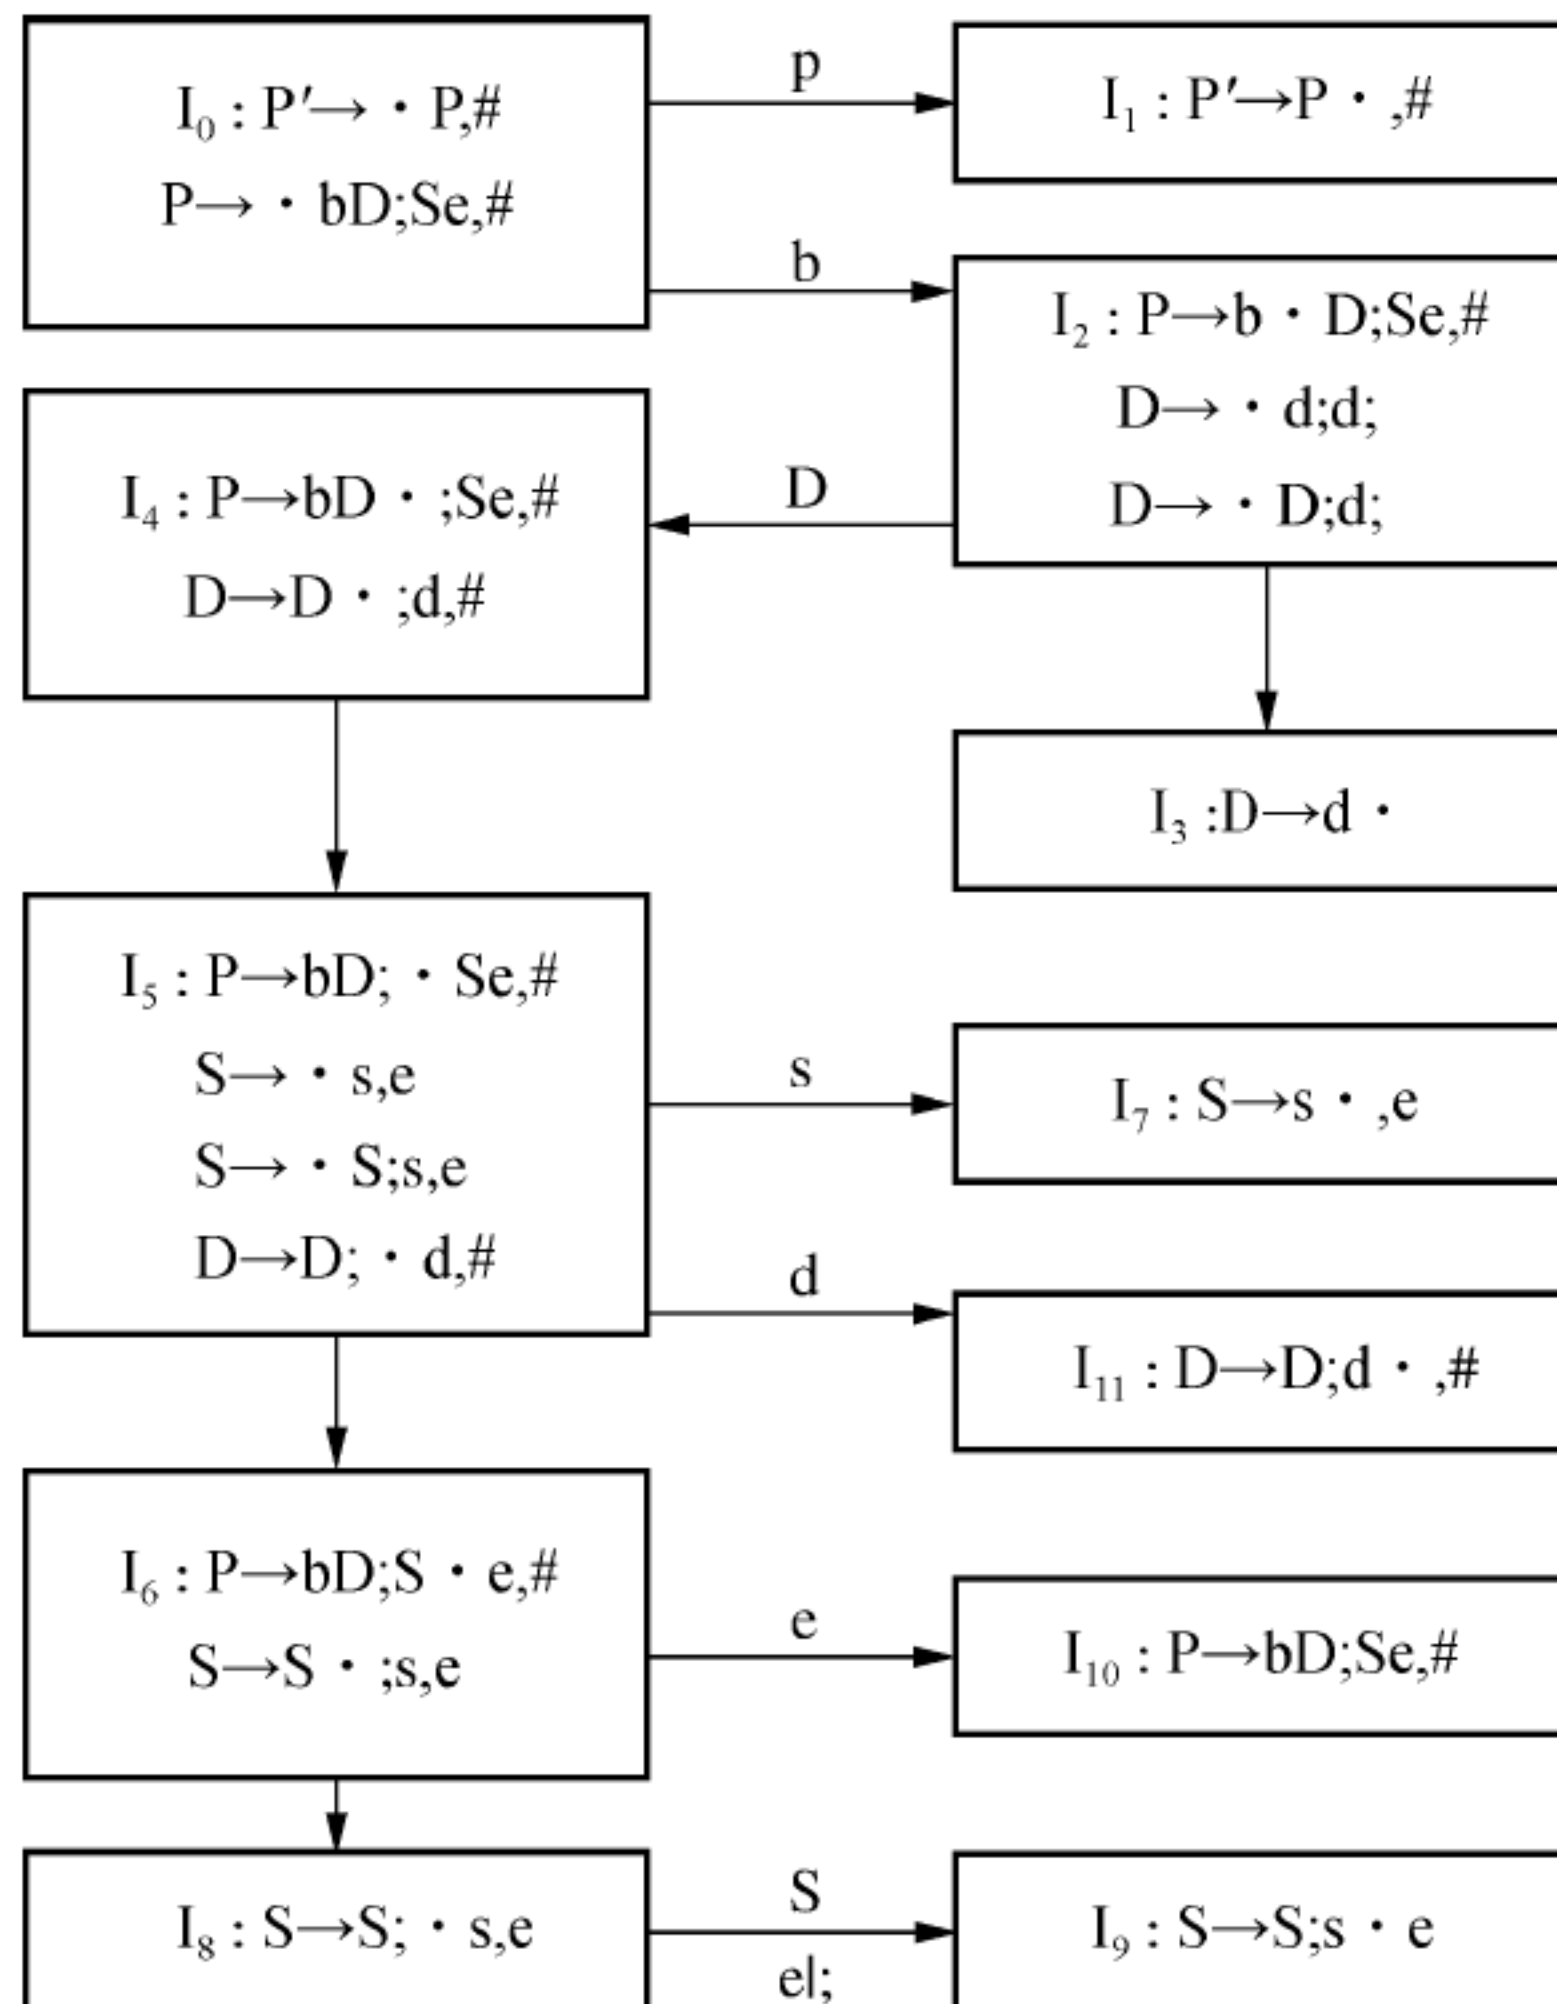 I₀ : P′→ · P,#
P→ · bD;Se,#
p
I₁ : P′→P · ,#
b
I₂ : P→b · D;Se,#
D→ · d;d;
D→ · D;d;
D
I₄ : P→bD · ;Se,#
D→D · ;d,#
I₃ :D→d ·
I₅ : P→bD; · Se,#
S→ · s,e
S→ · S;s,e
D→D; · d,#
s
I₇ : S→s · ,e
d
I₁₁ : D→D;d · ,#
I₆ : P→bD;S · e,#
S→S · ;s,e
e
I₁₀ : P→bD;Se,#
I₈ : S→S; · s,e
S
e|;
I₉ : S→S;s · e